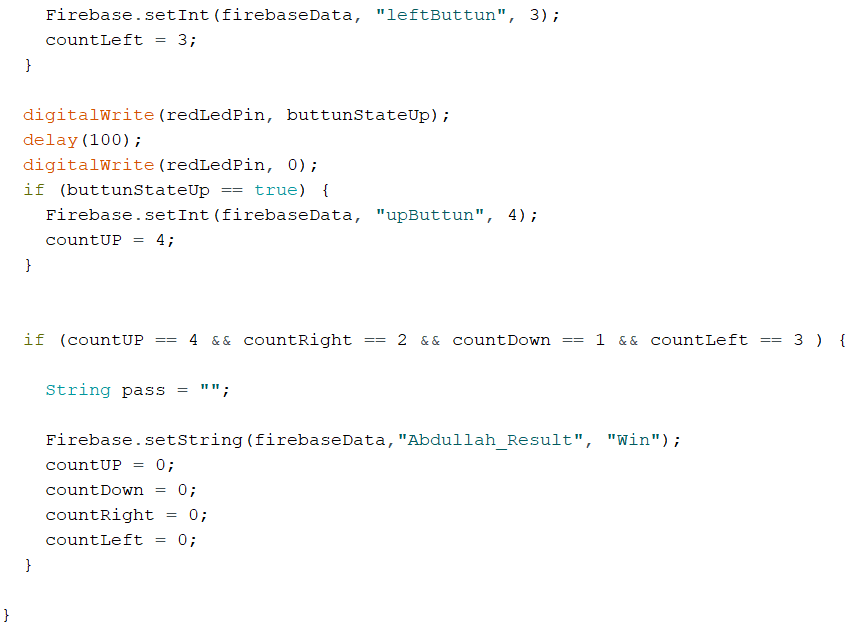 Firebase.setInt(firebaseData, "leftButtun", 3);
    countLeft = 3;
  }

  digitalWrite(redLedPin, buttunStateUp);
  delay(100);
  digitalWrite(redLedPin, 0);
  if (buttunStateUp == true) {
    Firebase.setInt(firebaseData, "upButtun", 4);
    countUP = 4;
  }


  if (countUP == 4 && countRight == 2 && countDown == 1 && countLeft == 3 ) {

    String pass = "";

    Firebase.setString(firebaseData,"Abdullah_Result", "Win");
    countUP = 0;
    countDown = 0;
    countRight = 0;
    countLeft = 0;
  }

}